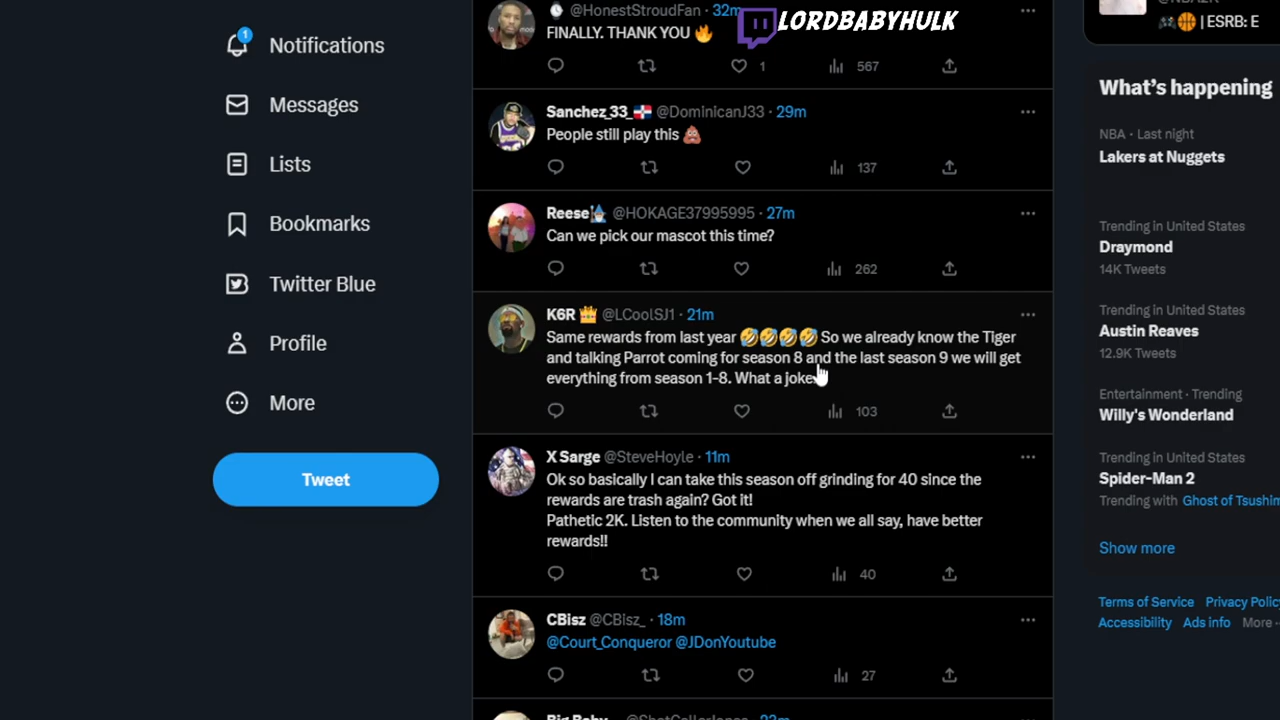 Notifications
1
Messages
Lists
Bookmarks
Twitter Blue
Profile
More
Tweet
@HonestStroudFan · 32m
LORDBABYHULK
FINALLY. THANK YOU 🔥
1 567
Sanchez_33_🇩🇴 @DominicanJ33 · 29m
People still play this 💩
137
Reese🧙‍♂️ @HOKAGE37995995 · 27m
Can we pick our mascot this time?
262
K6R 👑 @LCoolSJ1 · 21m
Same rewards from last year 🤣🤣🤣🤣 So we already know the Tiger
and talking Parrot coming for season 8 and the last season 9 we will get
everything from season 1-8. What a joke.
103
X Sarge @SteveHoyle · 11m
Ok so basically I can take this season off grinding for 40 since the
rewards are trash again? Got it!
Pathetic 2K. Listen to the community when we all say, have better
rewards!!
40
CBisz @CBisz_ · 18m
@Court_Conqueror @JDonYoutube
27
🎮🏀 | ESRB: E
What's happening
NBA · Last night
Lakers at Nuggets
Trending in United States
Draymond
14K Tweets
Trending in United States
Austin Reaves
12.9K Tweets
Entertainment · Trending
Willy's Wonderland
Trending in United States
Spider-Man 2
Trending with Ghost of Tsushim
Show more
Terms of Service Privacy Policy
Accessibility Ads info More ··